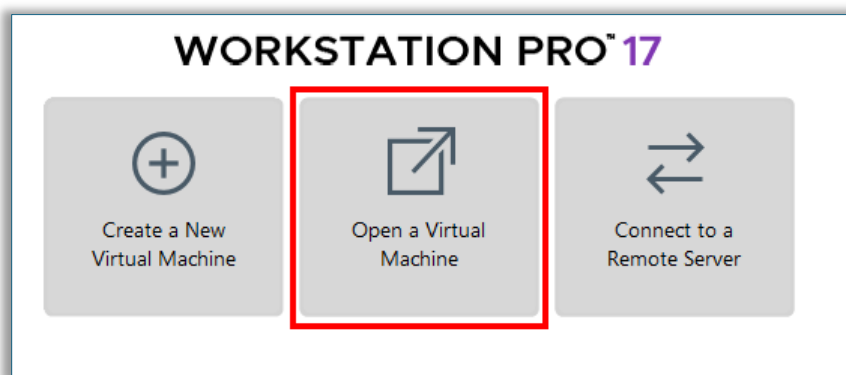 WORKSTATION PRO™ 17
Create a New
Virtual Machine
Open a Virtual
Machine
Connect to a
Remote Server